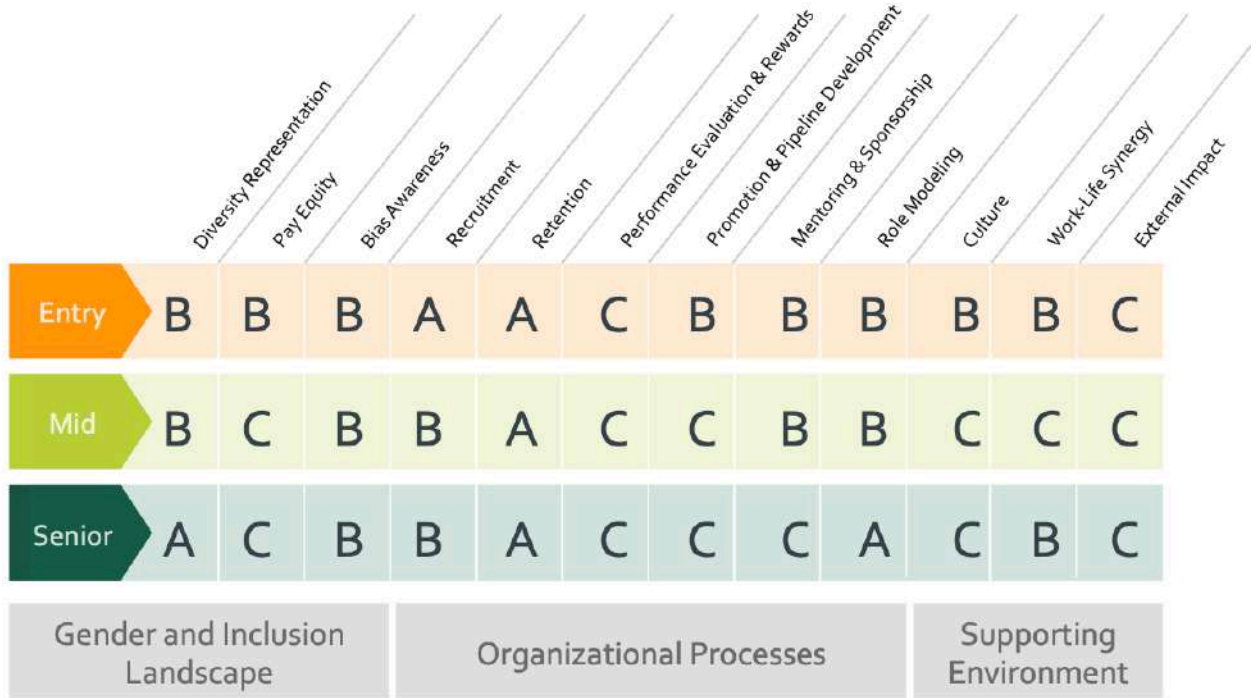 Diversity Representation
Pay Equity
Bias Awareness
Recruitment
Retention
Performance Evaluation & Rewards
Promotion & Pipeline Development
Mentoring & Sponsorship
Role Modeling
Culture
Work-Life Synergy
External Impact
Entry B B B A A C B B B B B C
Mid B C B B A C C B B C C C
Senior A C B B A C C C A C B C
Gender and Inclusion
Landscape
Organizational Processes
Supporting
Environment